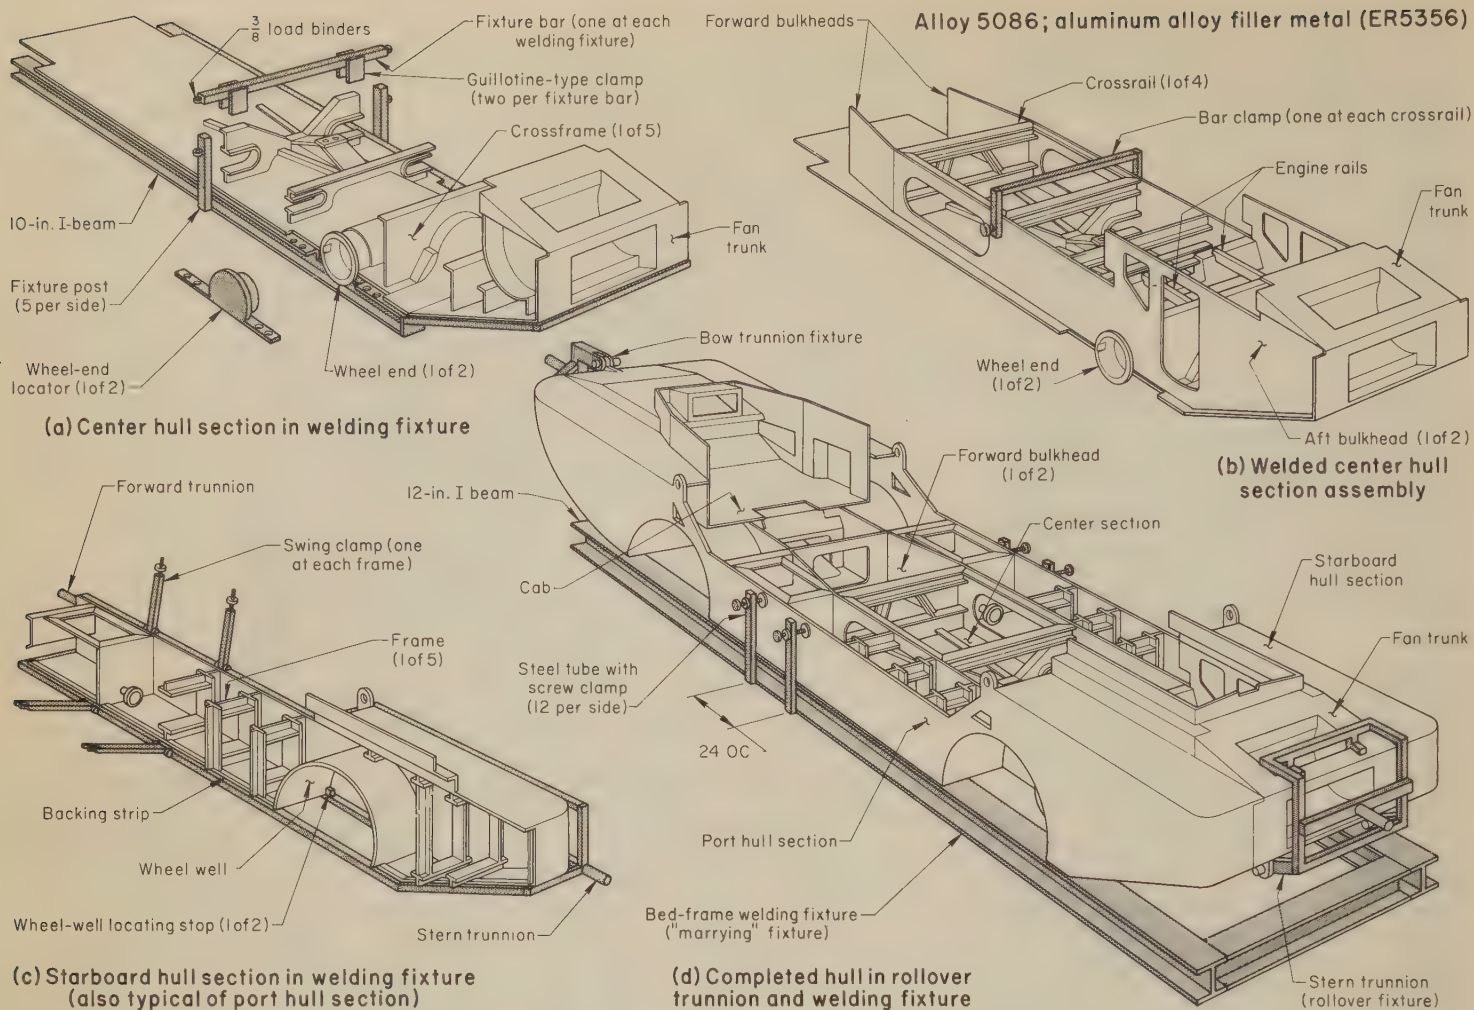 Alloy 5086; aluminum alloy filler metal (ER5356)
3/8 load binders
Fixture bar (one at each
welding fixture)
Guillotine-type clamp
(two per fixture bar)
Crossframe (1 of 5)
10-in. I-beam
Fixture post
(5 per side)
Wheel-end
locator (1 of 2)
Wheel end (1 of 2)
Fan
trunk
(a) Center hull section in welding fixture
Forward bulkheads
Crossrail (1 of 4)
Bar clamp (one at each crossrail)
Engine rails
Fan
trunk
Wheel end
(1 of 2)
Aft bulkhead (1 of 2)
(b) Welded center hull
section assembly
Forward trunnion
Swing clamp (one
at each frame)
Frame
(1 of 5)
Backing strip
Wheel well
Wheel-well locating stop (1 of 2)
Stern trunnion
(c) Starboard hull section in welding fixture
(also typical of port hull section)
Bow trunnion fixture
12-in. I beam
Cab
Forward bulkhead
(1 of 2)
Center section
Starboard
hull section
Fan trunk
Steel tube with
screw clamp
(12 per side)
24 OC
Port hull section
Bed-frame welding fixture
("marrying" fixture)
Stern trunnion
(rollover fixture)
(d) Completed hull in rollover
trunnion and welding fixture